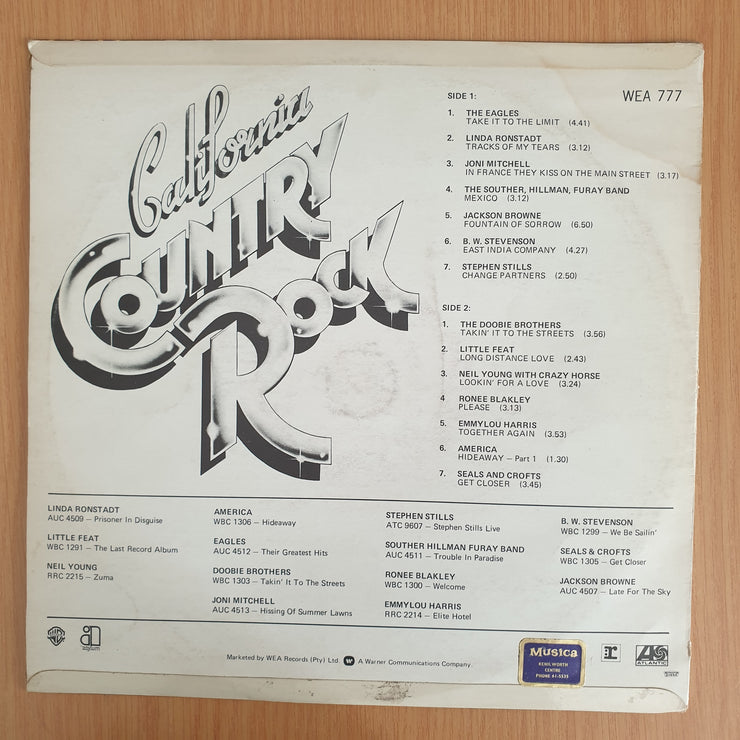 California
COUNTRY
ROCK
WEA 777
SIDE 1:
1. THE EAGLES
TAKE IT TO THE LIMIT (4.41)
2. LINDA RONSTADT
TRACKS OF MY TEARS (3.12)
3. JONI MITCHELL
IN FRANCE THEY KISS ON THE MAIN STREET (3.17)
4. THE SOUTHER, HILLMAN, FURAY BAND
MEXICO (3.12)
5. JACKSON BROWNE
FOUNTAIN OF SORROW (6.50)
6. B. W. STEVENSON
EAST INDIA COMPANY (4.27)
7. STEPHEN STILLS
CHANGE PARTNERS (2.50)
SIDE 2:
1. THE DOOBIE BROTHERS
TAKIN' IT TO THE STREETS (3.56)
2. LITTLE FEAT
LONG DISTANCE LOVE (2.43)
3. NEIL YOUNG WITH CRAZY HORSE
LOOKIN' FOR A LOVE (3.24)
4 RONEE BLAKLEY
PLEASE (3.13)
5. EMMYLOU HARRIS
TOGETHER AGAIN (3.53)
6. AMERICA
HIDEAWAY – Part 1 (1.30)
7. SEALS AND CROFTS
GET CLOSER (3.45)
LINDA RONSTADT
AUC 4509 – Prisoner In Disguise
LITTLE FEAT
WBC 1291 – The Last Record Album
NEIL YOUNG
RRC 2215 – Zuma
AMERICA
WBC 1306 – Hideaway
EAGLES
AUC 4512 – Their Greatest Hits
DOOBIE BROTHERS
WBC 1303 – Takin' It To The Streets
JONI MITCHELL
AUC 4513 – Hissing Of Summer Lawns
STEPHEN STILLS
ATC 9607 – Stephen Stills Live
SOUTHER HILLMAN FURAY BAND
AUC 4511 – Trouble In Paradise
RONEE BLAKLEY
WBC 1300 – Welcome
EMMYLOU HARRIS
RRC 2214 – Elite Hotel
B. W. STEVENSON
WBC 1299 – We Be Sailin'
SEALS & CROFTS
WBC 1305 – Get Closer
JACKSON BROWNE
AUC 4507 – Late For The Sky
asylum
Marketed by WEA Records (Pty) Ltd. A Warner Communications Company.
Musica
KENILWORTH
CENTRE
PHONE 61-5535
r
ATLANTIC